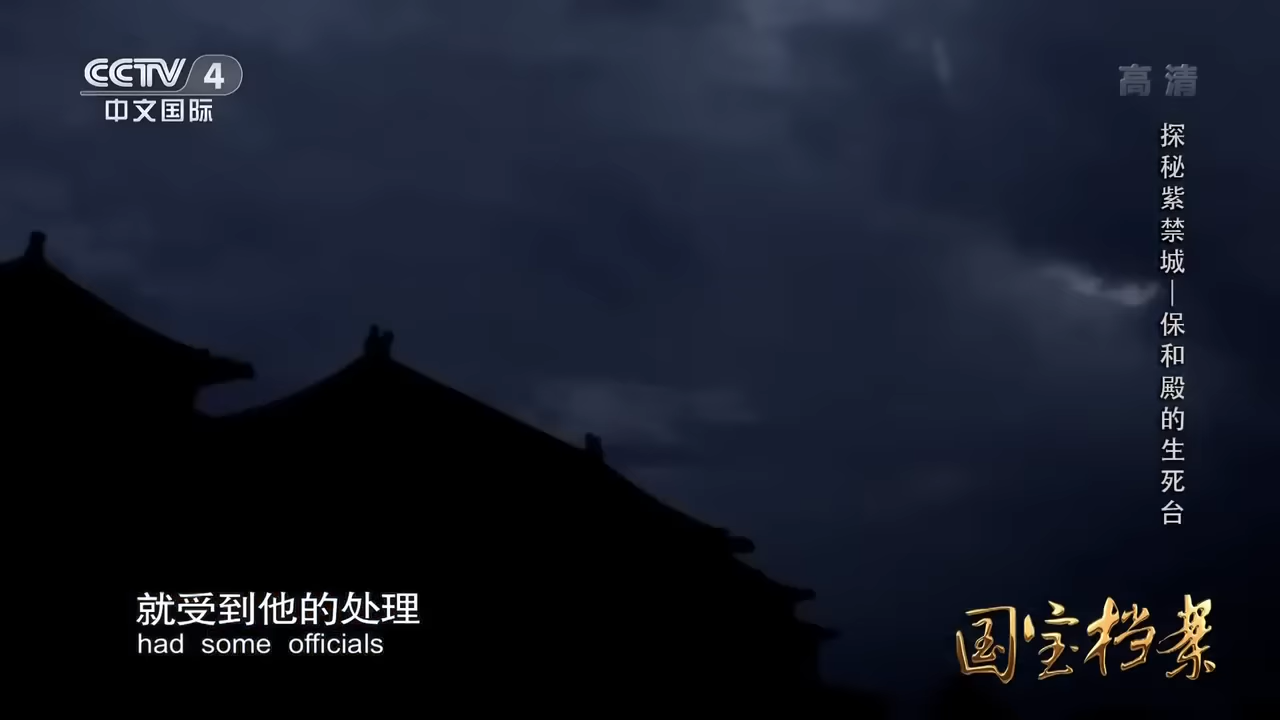 CCTV 4
中文国际
高清
探秘紫禁城—保和殿的生死台
就受到他的处理
had some officials
国宝档案